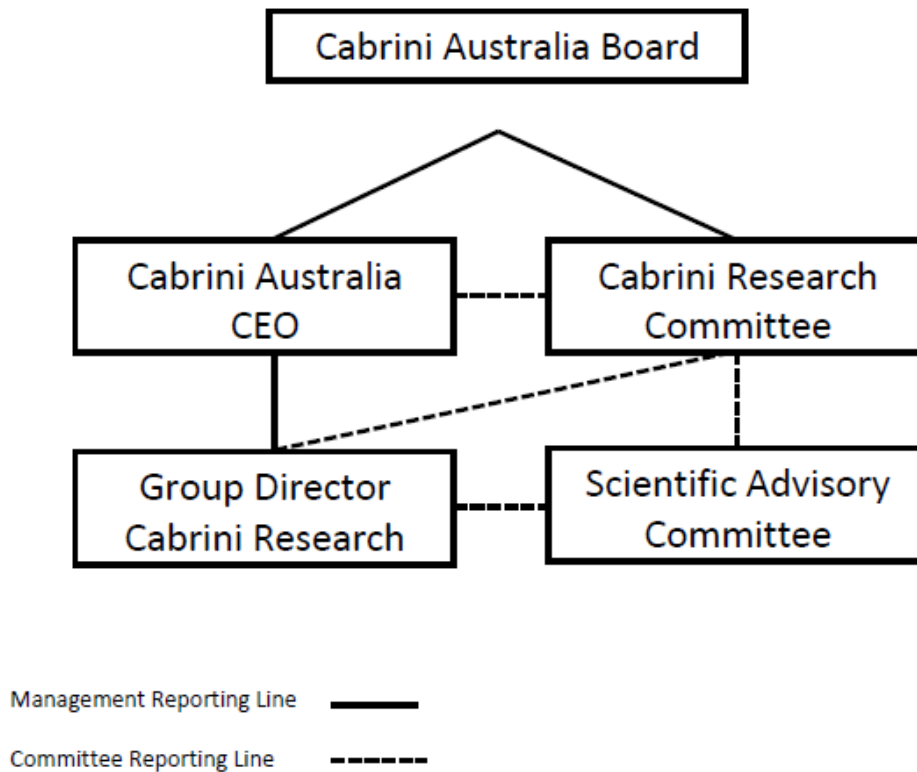 Cabrini Australia Board
Cabrini Australia
CEO
Cabrini Research
Committee
Group Director
Cabrini Research
Scientific Advisory
Committee
Management Reporting Line
Committee Reporting Line